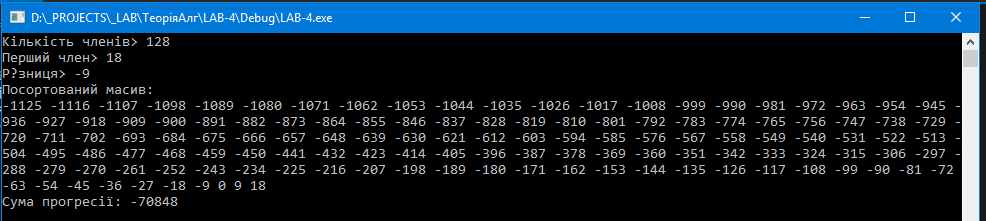 D:\_PROJECTS\_LAB\ТеоріяАлг\LAB-4\Debug\LAB-4.exe
Кількість членів> 128
Перший член> 18
Р?зниця> -9
Посортований масив:
-1125 -1116 -1107 -1098 -1089 -1080 -1071 -1062 -1053 -1044 -1035 -1026 -1017 -1008 -999 -990 -981 -972 -963 -954 -945 -
936 -927 -918 -909 -900 -891 -882 -873 -864 -855 -846 -837 -828 -819 -810 -801 -792 -783 -774 -765 -756 -747 -738 -729 -
720 -711 -702 -693 -684 -675 -666 -657 -648 -639 -630 -621 -612 -603 -594 -585 -576 -567 -558 -549 -540 -531 -522 -513 -
504 -495 -486 -477 -468 -459 -450 -441 -432 -423 -414 -405 -396 -387 -378 -369 -360 -351 -342 -333 -324 -315 -306 -297 -
288 -279 -270 -261 -252 -243 -234 -225 -216 -207 -198 -189 -180 -171 -162 -153 -144 -135 -126 -117 -108 -99 -90 -81 -72
-63 -54 -45 -36 -27 -18 -9 0 9 18
Сума прогресії: -70848